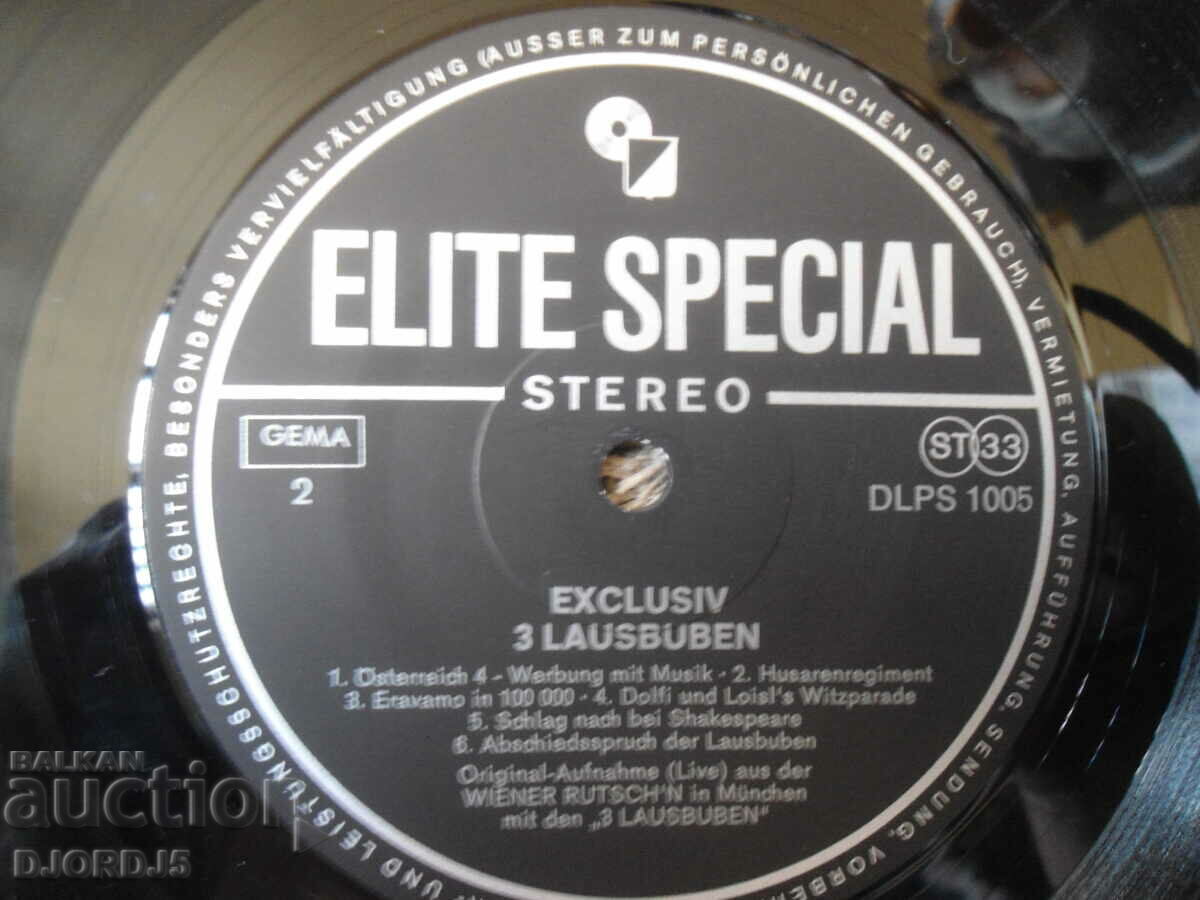 UND LEISTUNGSSCHUTZRECHTE, BESONDERS VERVIELFÄLTIGUNG (AUSSER ZUM PERSÖNLICHEN GEBRAUCH), VERMIETUNG, AUFFÜHRUNG, SENDUNG,
ELITE SPECIAL
STEREO
GEMA
ST 33
2
DLPS 1005
EXCLUSIV
3 LAUSBUBEN
1. Österreich 4 - Werbung mit Musik · 2. Husarenregiment
3. Eravamo in 100 000 · 4. Dolfi und Loisl's Witzparade
5. Schlag nach bei Shakespeare
6. Abschiedsspruch der Lausbuben
Original-Aufnahme (Live) aus der
WIENER RUTSCH'N in München
mit den „3 LAUSBUBEN"
BALKAN
auction
DJORDJ5